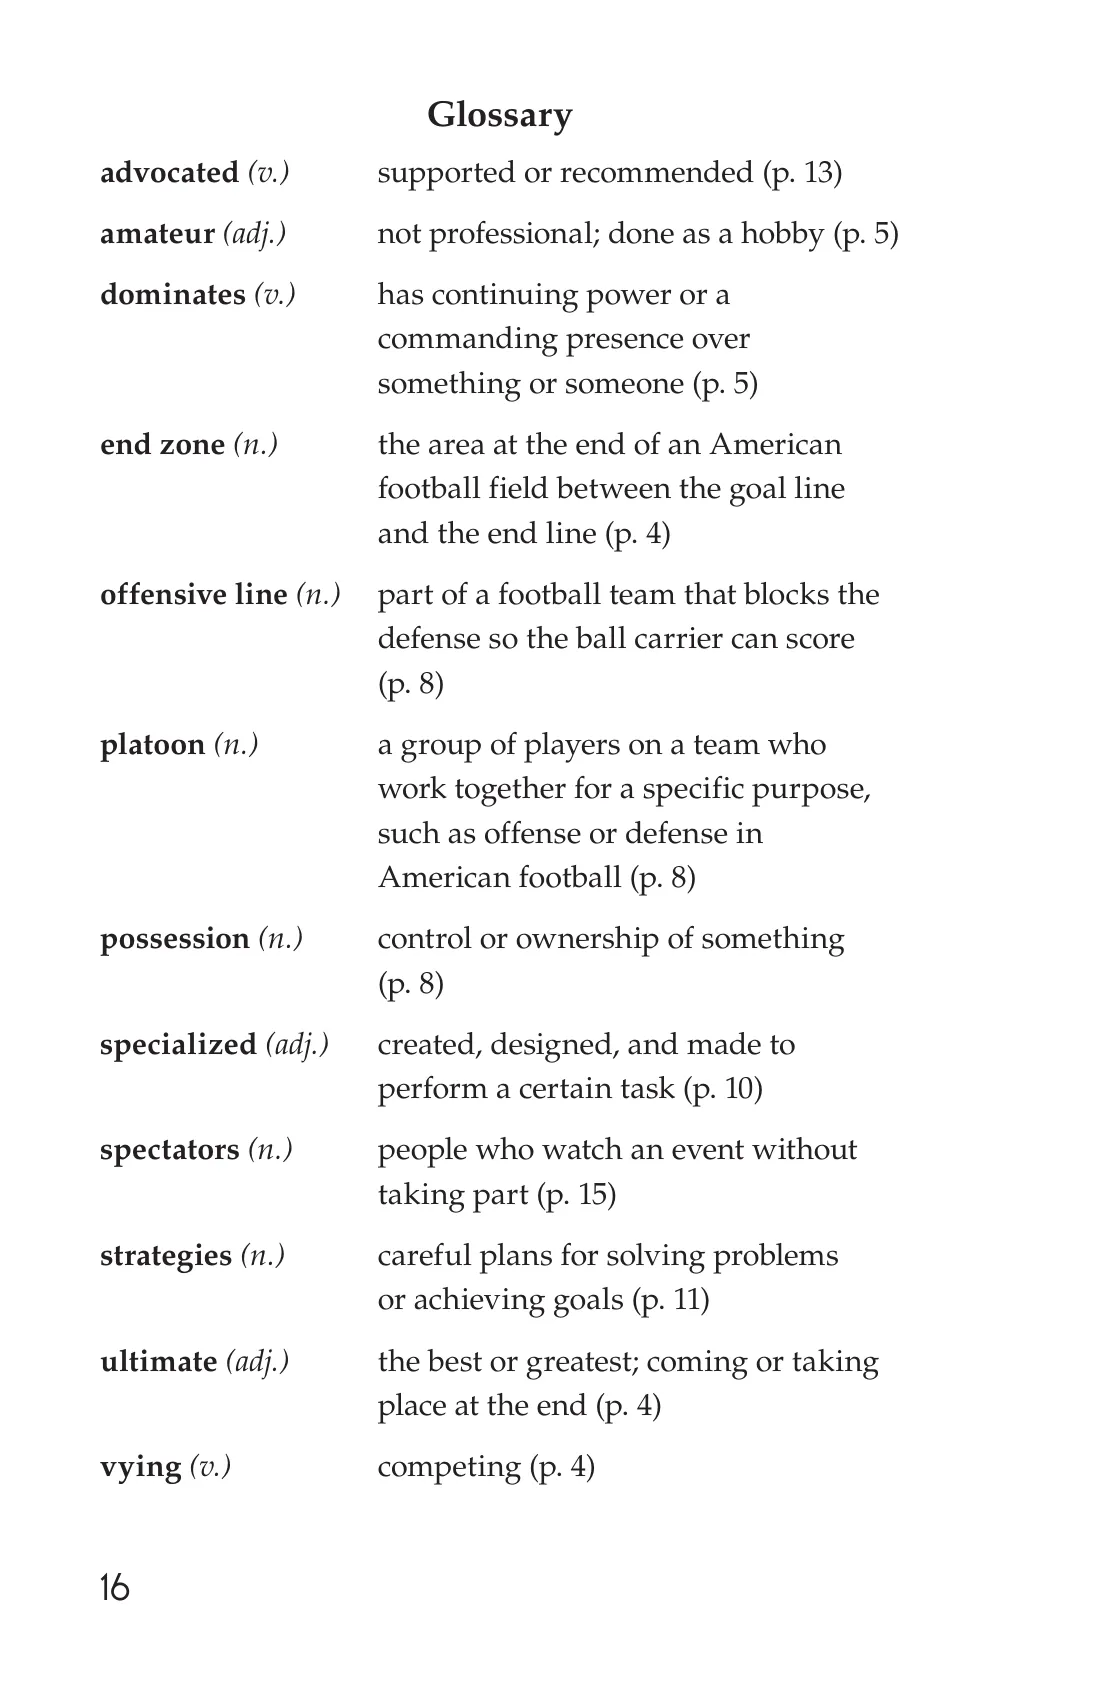 Glossary
advocated (v.) supported or recommended (p. 13)
amateur (adj.) not professional; done as a hobby (p. 5)
dominates (v.) has continuing power or a
commanding presence over
something or someone (p. 5)
end zone (n.) the area at the end of an American
football field between the goal line
and the end line (p. 4)
offensive line (n.) part of a football team that blocks the
defense so the ball carrier can score
(p. 8)
platoon (n.) a group of players on a team who
work together for a specific purpose,
such as offense or defense in
American football (p. 8)
possession (n.) control or ownership of something
(p. 8)
specialized (adj.) created, designed, and made to
perform a certain task (p. 10)
spectators (n.) people who watch an event without
taking part (p. 15)
strategies (n.) careful plans for solving problems
or achieving goals (p. 11)
ultimate (adj.) the best or greatest; coming or taking
place at the end (p. 4)
vying (v.) competing (p. 4)
16